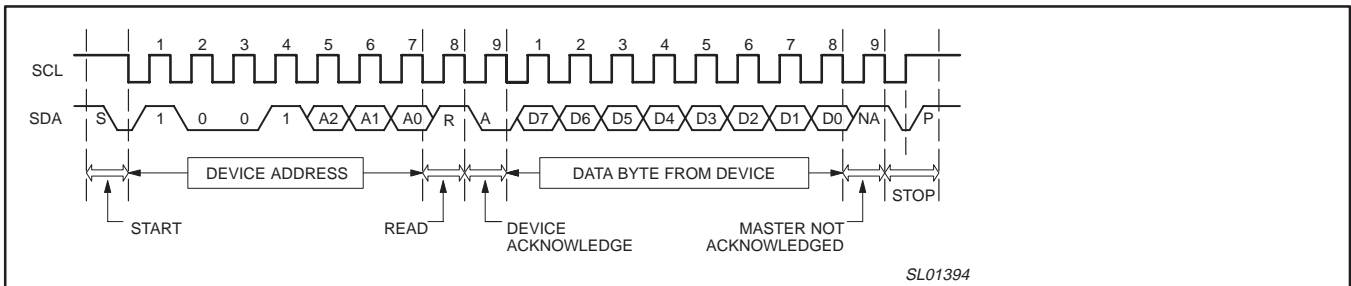 1 2 3 4 5 6 7 8 9 1 2 3 4 5 6 7 8 9
SCL
SDA S 1 0 0 1 A2 A1 A0 R A D7 D6 D5 D4 D3 D2 D1 D0 NA P
DEVICE ADDRESS DATA BYTE FROM DEVICE
STOP
START READ DEVICE ACKNOWLEDGE MASTER NOT ACKNOWLEDGED
SL01394